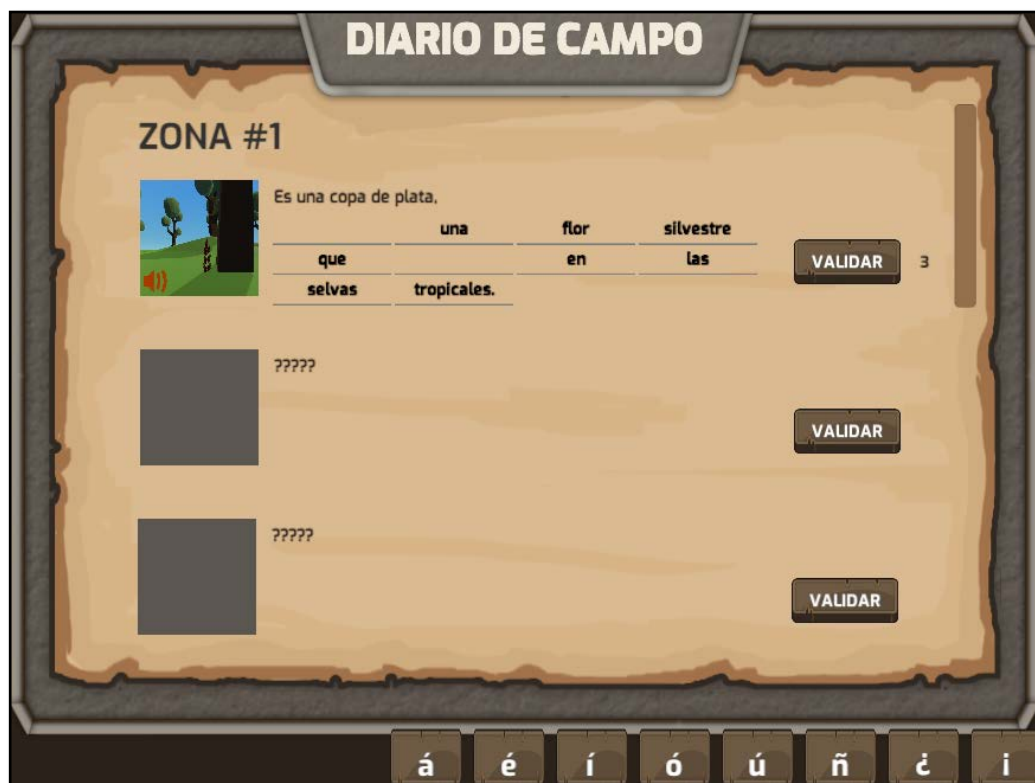 DIARIO DE CAMPO
ZONA #1
Es una copa de plata,
una flor silvestre
que en las
selvas tropicales.
VALIDAR 3
?????
VALIDAR
?????
VALIDAR
á é í ó ú ñ ¿ ¡